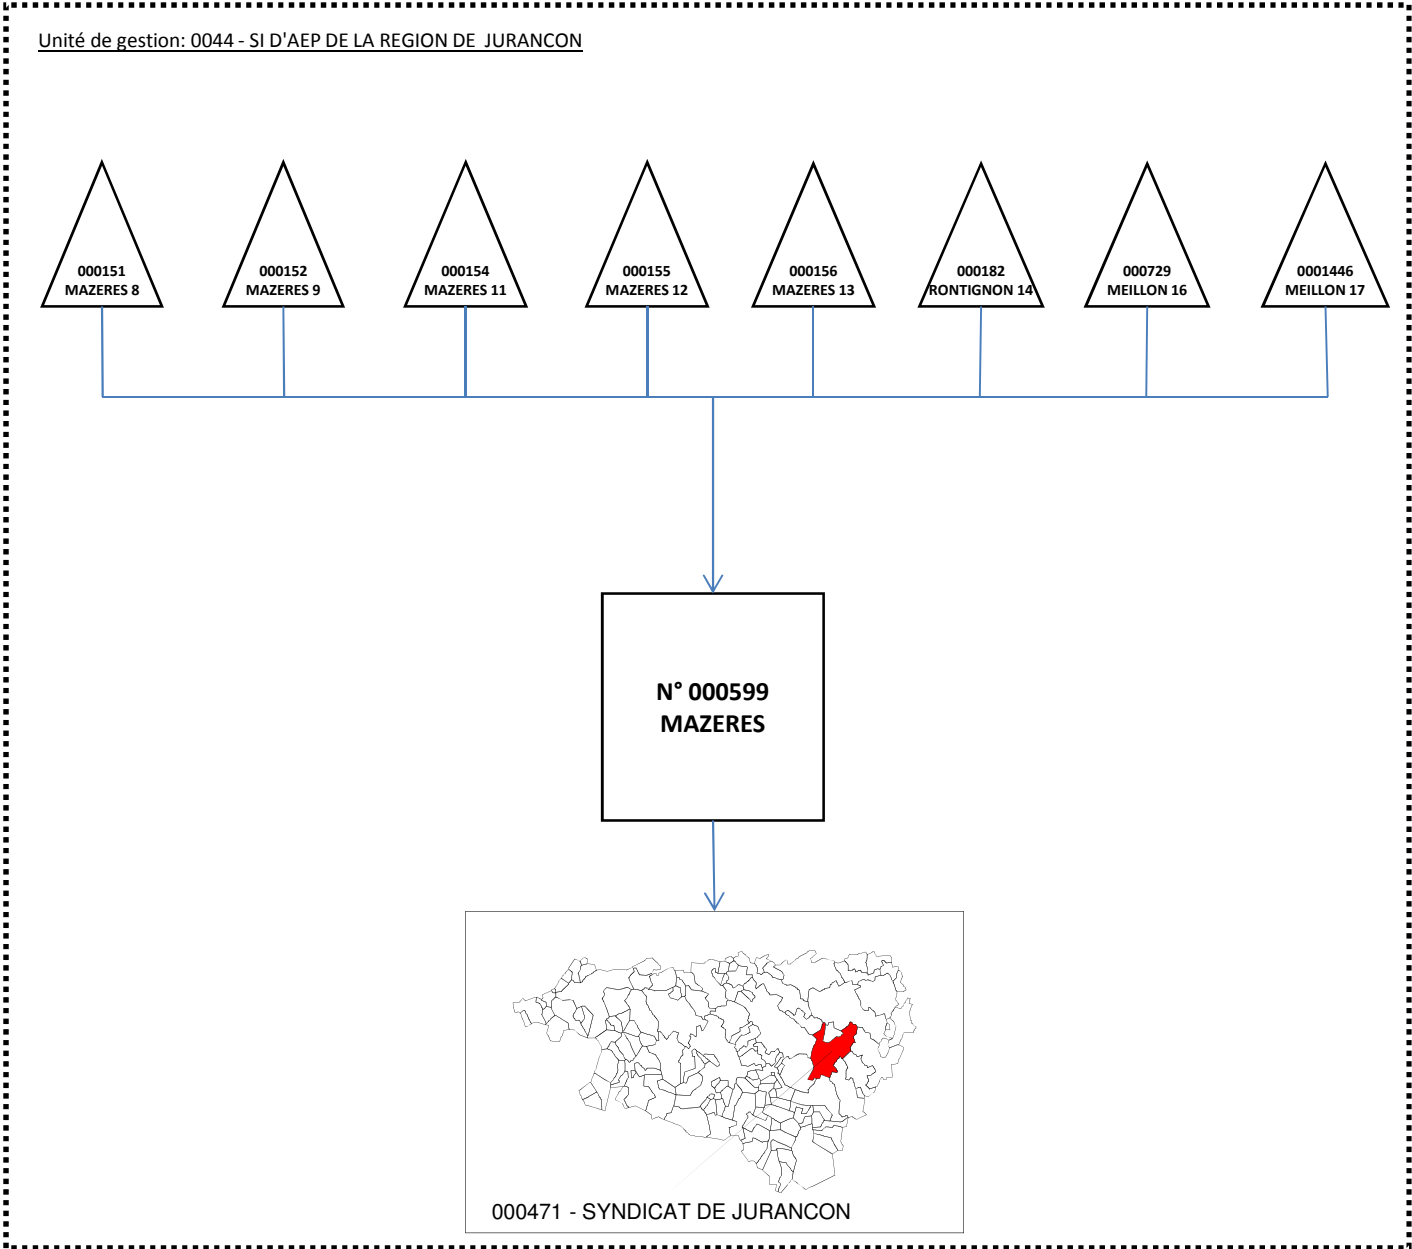 Unité de gestion: 0044 - SI D'AEP DE LA REGION DE JURANCON
000151
MAZERES 8
000152
MAZERES 9
000154
MAZERES 11
000155
MAZERES 12
000156
MAZERES 13
000182
RONTIGNON 14
000729
MEILLON 16
0001446
MEILLON 17
N° 000599
MAZERES
000471 - SYNDICAT DE JURANCON